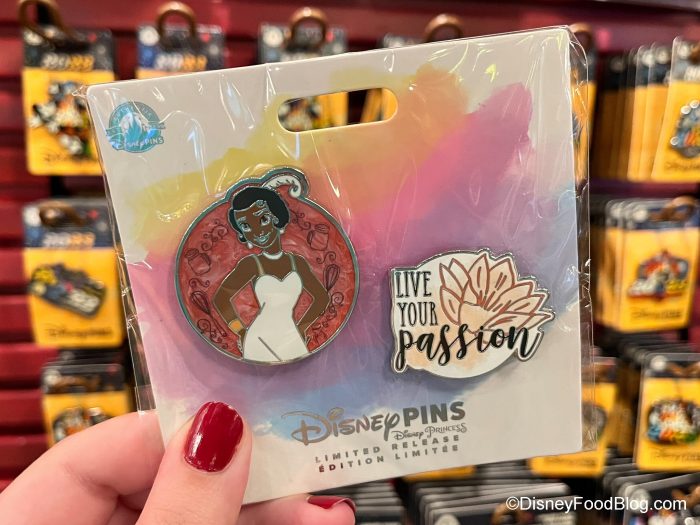 Disney PINS
LIVE
YOUR
passion
Disney PINS
Disney Princess
LIMITED RELEASE
ÉDITION LIMITÉE
©DisneyFoodBlog.com